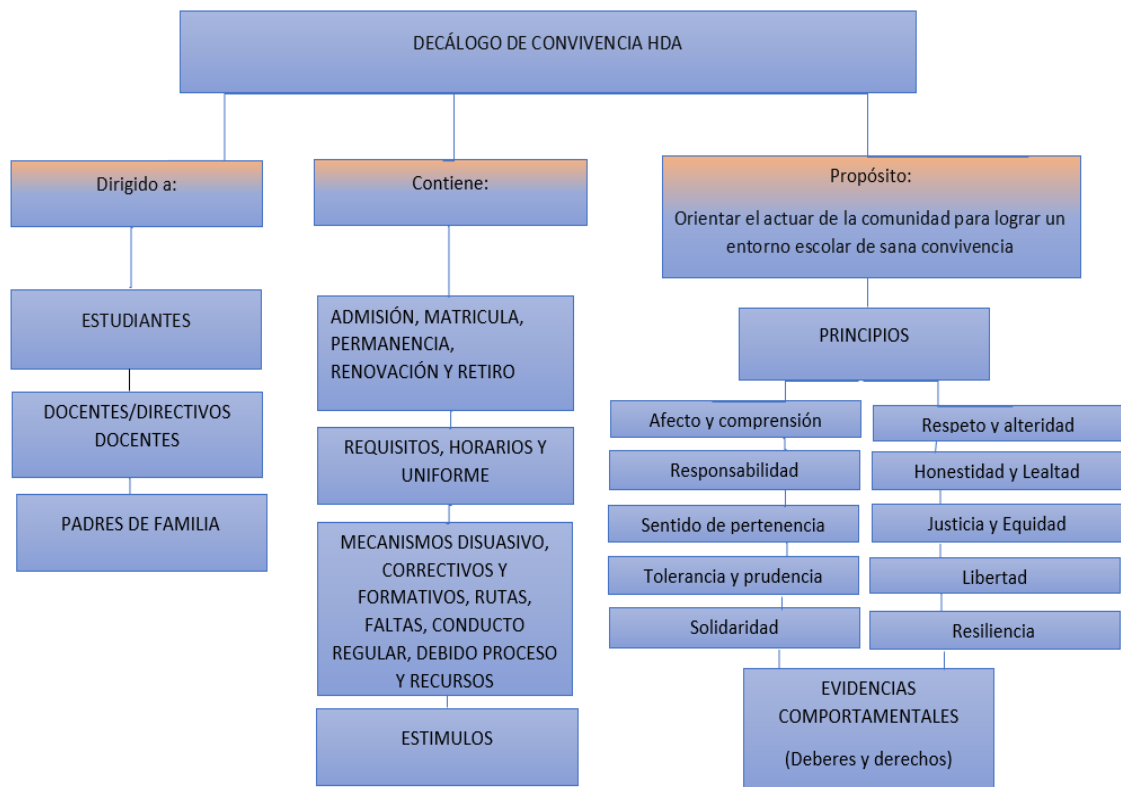 DECÁLOGO DE CONVIVENCIA HDA
Dirigido a:
ESTUDIANTES
DOCENTES/DIRECTIVOS
DOCENTES
PADRES DE FAMILIA
Contiene:
ADMISIÓN, MATRICULA,
PERMANENCIA,
RENOVACIÓN Y RETIRO
REQUISITOS, HORARIOS Y
UNIFORME
MECANISMOS DISUASIVO,
CORRECTIVOS Y
FORMATIVOS, RUTAS,
FALTAS, CONDUCTO
REGULAR, DEBIDO PROCESO
Y RECURSOS
ESTIMULOS
Propósito:
Orientar el actuar de la comunidad para lograr un
entorno escolar de sana convivencia
PRINCIPIOS
Afecto y comprensión
Responsabilidad
Sentido de pertenencia
Tolerancia y prudencia
Solidaridad
Respeto y alteridad
Honestidad y Lealtad
Justicia y Equidad
Libertad
Resiliencia
EVIDENCIAS
COMPORTAMENTALES
(Deberes y derechos)